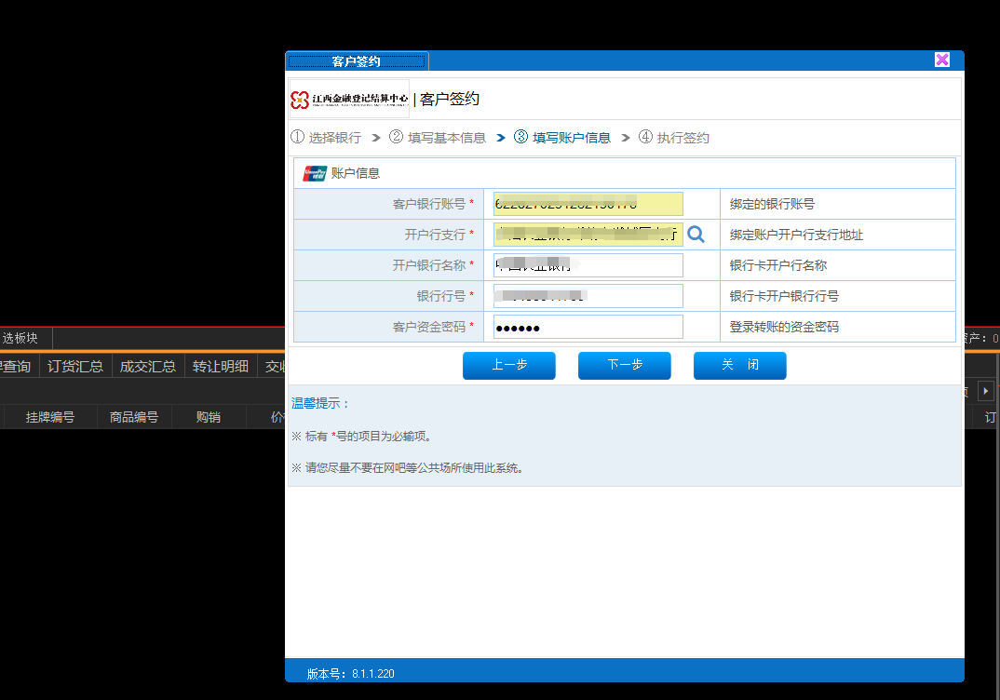 客户签约
江西金融登记结算中心 | 客户签约
① 选择银行 > ② 填写基本信息 > ③ 填写账户信息 > ④ 执行签约
UnionPay 银联 账户信息
客户银行账号 * 绑定的银行账号
开户行支行 * 绑定账户开户行支行地址
开户银行名称 * 银行卡开户行名称
银行行号 * 银行卡开户银行行号
客户资金密码 * ●●●●●● 登录转账的资金密码
选板块 资产：0
上一步 下一步 关 闭
查询 订货汇总 成交汇总 转让明细 交收
温馨提示：
挂牌编号 商品编号 购销 价 订
※ 标有 *号的项目为必输项。
※ 请您尽量不要在网吧等公共场所使用此系统。
版本号：8.1.1.220